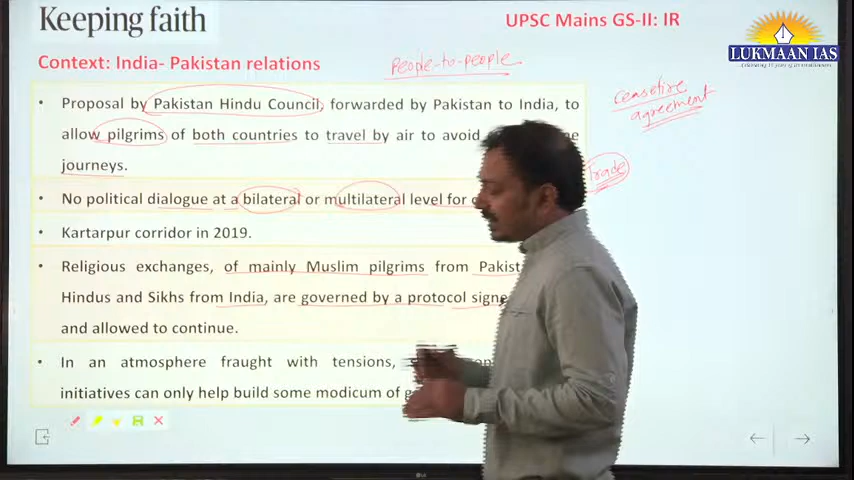 Keeping faith
UPSC Mains GS-II: IR
LUKMAAN IAS
Context: India- Pakistan relations
People-to-people
ceasefire
agreement
Trade
• Proposal by Pakistan Hindu Council, forwarded by Pakistan to India, to
allow pilgrims of both countries to travel by air to avoid
journeys.
• No political dialogue at a bilateral or multilateral level for
• Kartarpur corridor in 2019.
• Religious exchanges, of mainly Muslim pilgrims from
Hindus and Sikhs from India, are governed by a protocol
and allowed to continue.
• In an atmosphere fraught with tensions,
initiatives can only help build some modicum of